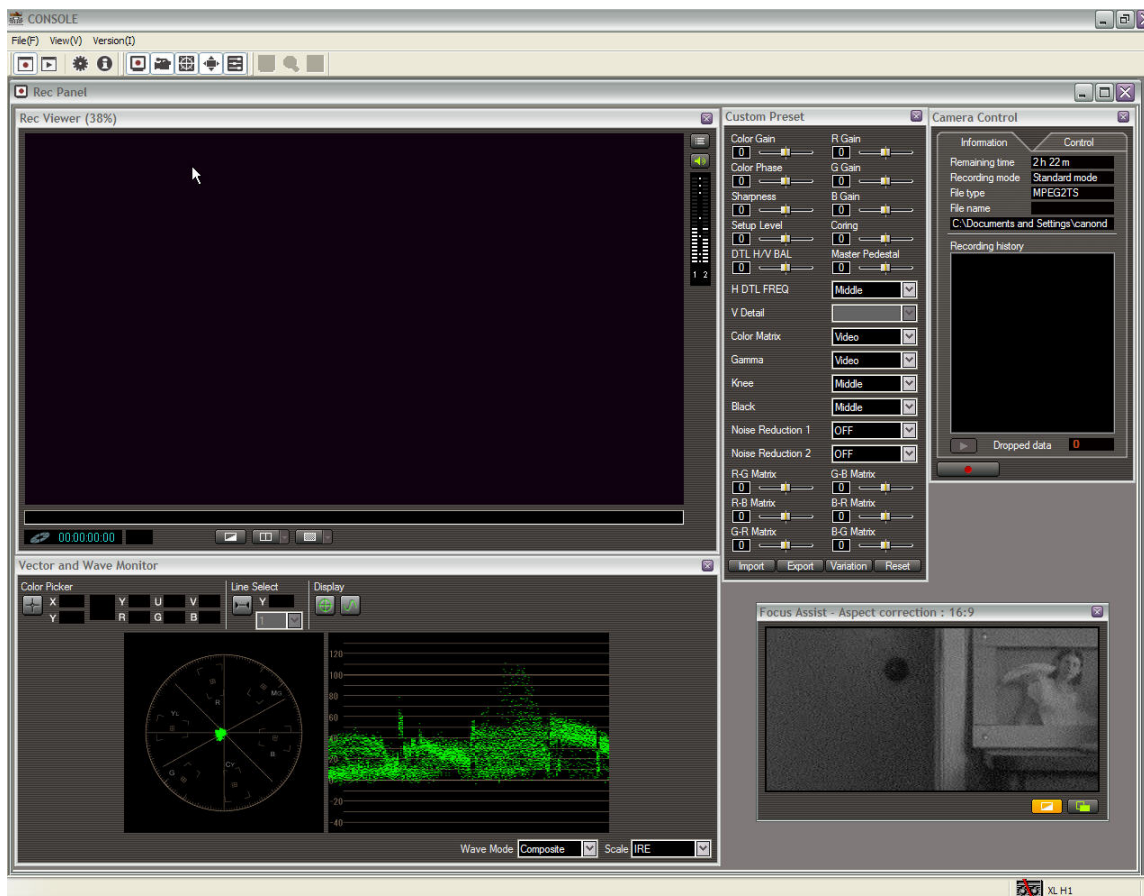 CONSOLE
File(F) View(V) Version(I)
Rec Panel
Rec Viewer (38%)
1 2
00:00:00:00
Custom Preset
Color Gain R Gain
0 0
Color Phase G Gain
0 0
Sharpness B Gain
0 0
Setup Level Coring
0 0
DTL H/V BAL Master Pedestal
0 0
H DTL FREQ Middle
V Detail
Color Matrix Video
Gamma Video
Knee Middle
Black Middle
Noise Reduction 1 OFF
Noise Reduction 2 OFF
R-G Matrix G-B Matrix
0 0
R-B Matrix B-R Matrix
0 0
G-R Matrix B-G Matrix
0 0
Import Export Variation Reset
Camera Control
Information Control
Remaining time 2 h 22 m
Recording mode Standard mode
File type MPEG2TS
File name
C:\Documents and Settings\canond
Recording history
Dropped data 0
Vector and Wave Monitor
Color Picker Line Select Display
X Y U V Y
Y R G B 1
R MG B CY G YL
120
100
80
60
-20
-40
Wave Mode Composite Scale IRE
Focus Assist - Aspect correction : 16:9
XL H1